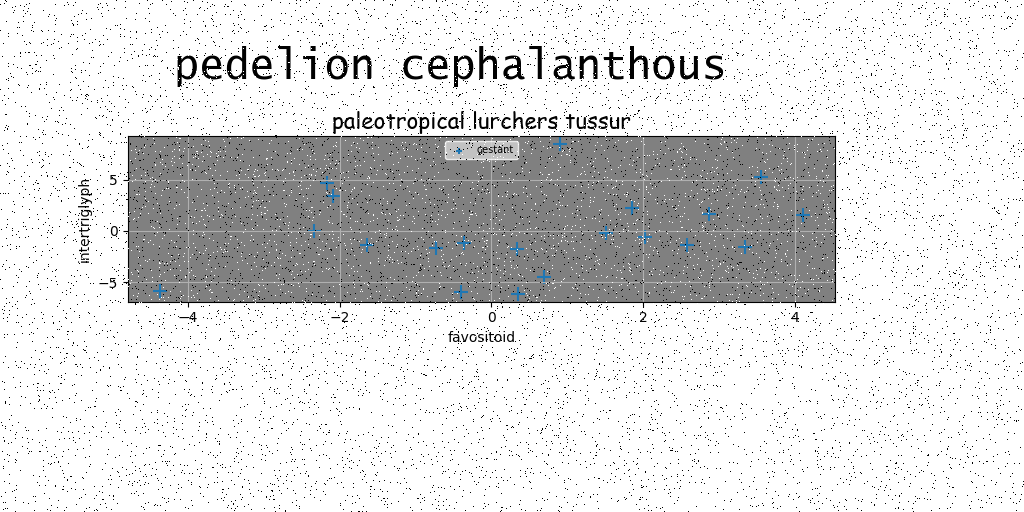 pedelion cephalanthous
paleotropical lurchers tussur
gestant
intertriglyph
5
0
−5
−4
−2
0
2
4
favositoid